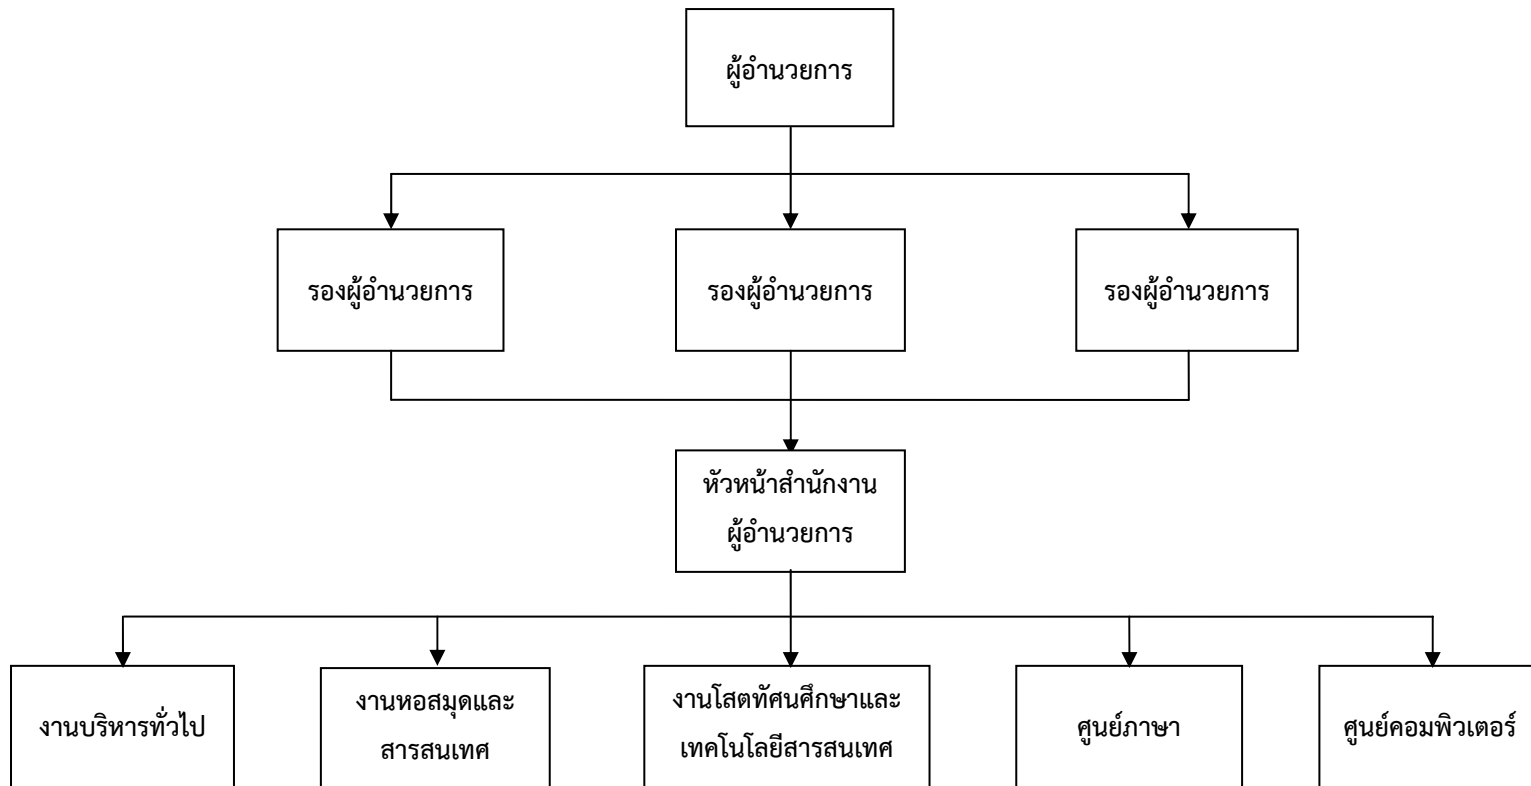 ผู้อำนวยการ
รองผู้อำนวยการ
รองผู้อำนวยการ
รองผู้อำนวยการ
หัวหน้าสำนักงาน
ผู้อำนวยการ
งานบริหารทั่วไป
งานหอสมุดและ
สารสนเทศ
งานโสตทัศนศึกษาและ
เทคโนโลยีสารสนเทศ
ศูนย์ภาษา
ศูนย์คอมพิวเตอร์